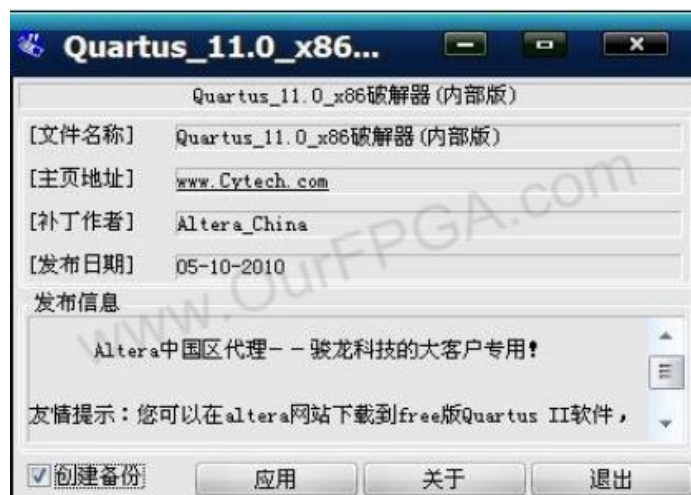 Quartus_11.0_x86...
Quartus_11.0_x86破解器(内部版)
[文件名称] Quartus_11.0_x86破解器(内部版)
[主页地址] www.Cytech.com
[补丁作者] Altera_China
[发布日期] 05-10-2010
www.OurFPGA.com
发布信息
Altera中国区代理--骏龙科技的大客户专用!
友情提示:您可以在altera网站下载到free版Quartus II软件,
创建备份 应用 关于 退出